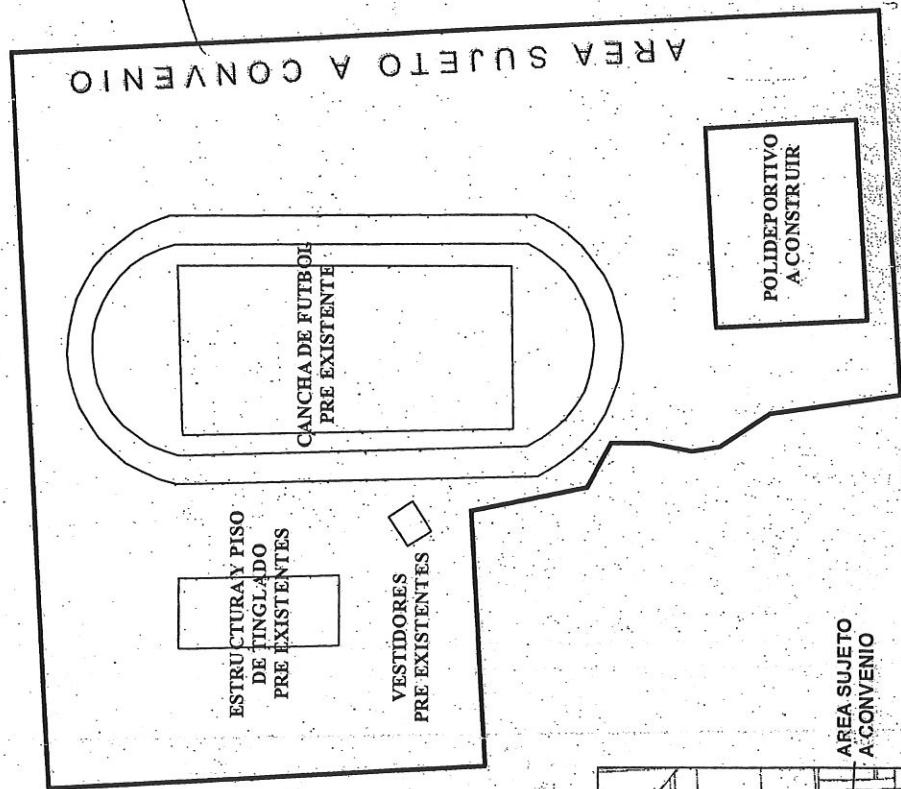 AREA SUJETO A CONVENIO
POLIDEPORTIVO
A CONSTRUIR
CANCHA DE FUTBOL
PRE EXISTENTE
ESTRUCTURA Y PISO
DE TINGLADO
PRE EXISTENTES
VESTIDORES
PRE EXISTENTES
AREA SUJETO
A CONVENIO